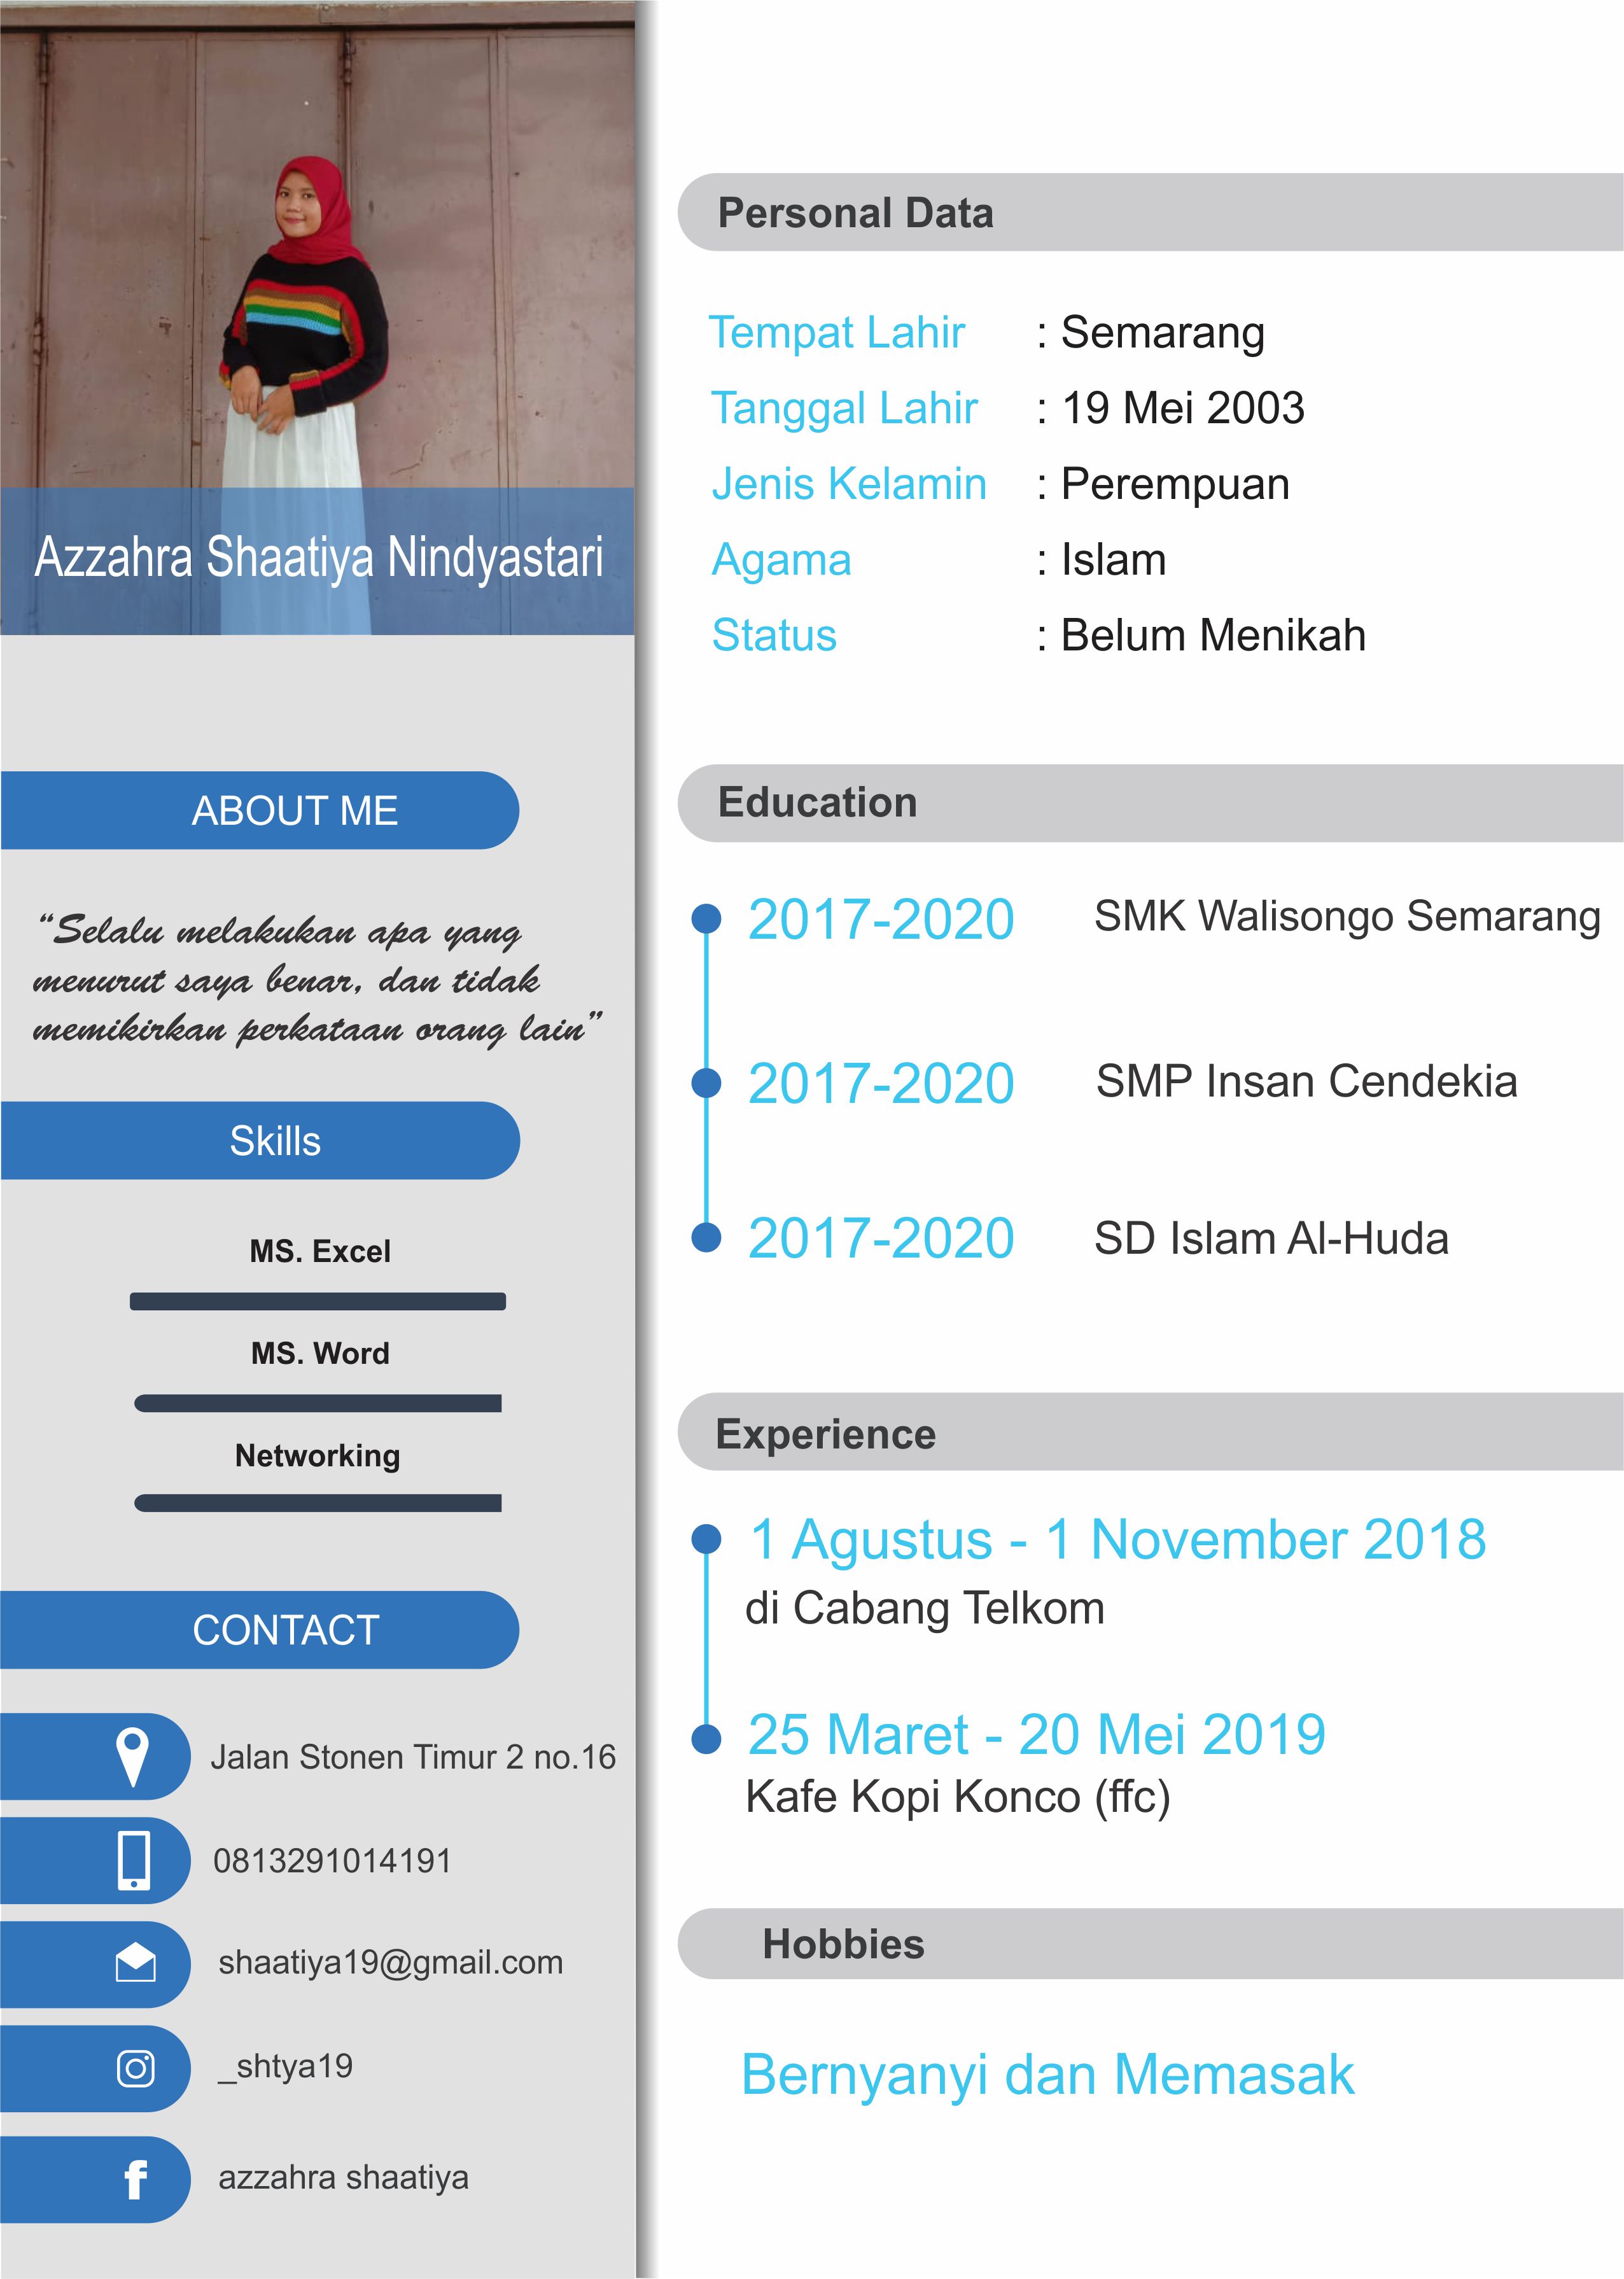 Azzahra Shaatiya Nindyastari
ABOUT ME
“Selalu melakukan apa yang
menurut saya benar, dan tidak
memikirkan perkataan orang lain”
Skills
MS. Excel
MS. Word
Networking
CONTACT
Jalan Stonen Timur 2 no.16
0813291014191
shaatiya19@gmail.com
_shtya19
f azzahra shaatiya
Personal Data
Tempat Lahir : Semarang
Tanggal Lahir : 19 Mei 2003
Jenis Kelamin : Perempuan
Agama : Islam
Status : Belum Menikah
Education
2017-2020 SMK Walisongo Semarang
2017-2020 SMP Insan Cendekia
2017-2020 SD Islam Al-Huda
Experience
1 Agustus - 1 November 2018
di Cabang Telkom
25 Maret - 20 Mei 2019
Kafe Kopi Konco (ffc)
Hobbies
Bernyanyi dan Memasak